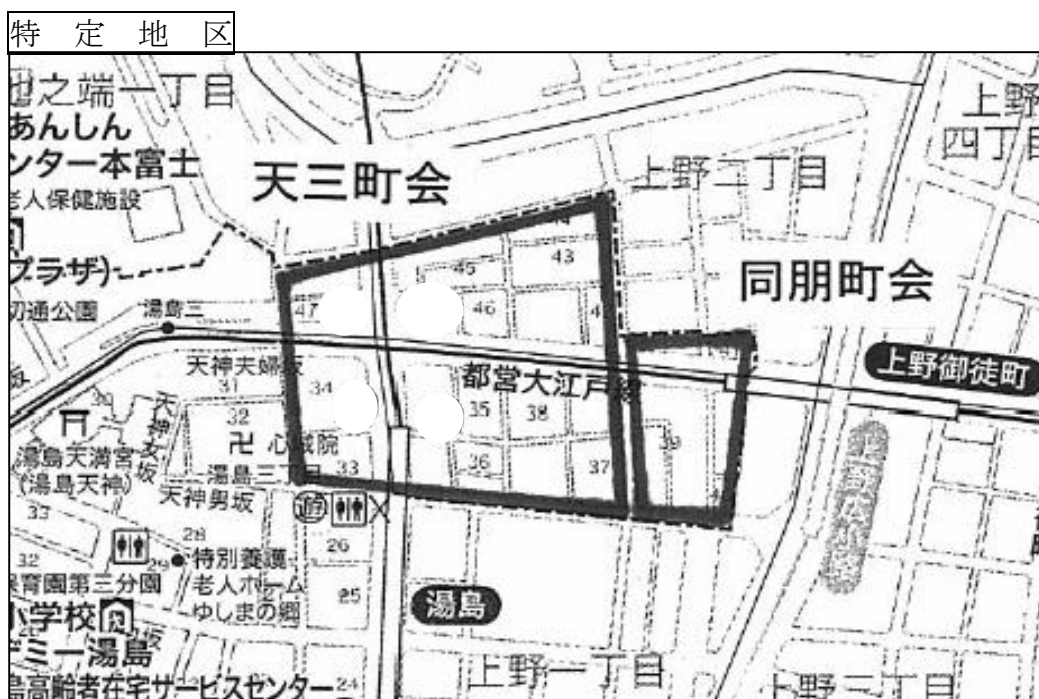 特定地区
池之端一丁目
あんしん
ンター本富士
老人保健施設
プラザ)
切通公園
天三町会
上野二丁目
上野
四丁目
同朋町会
上野御徒町
湯島三
天神夫婦坂
都営大江戸線
43
45
46
47
31
32
34
35
38
39
30
卍 心城院
湯島三丁目
33
36
37
天神女坂
湯島天満宮
(湯島天神)
天神男坂
遊
33
28
26
32
29
特別養護
老人ホーム
ゆしまの郷
25
保育園第三分園
小学校
ミー湯島
島高齢者在宅サービスセンター
24
湯島
上野一丁目
上野三丁目